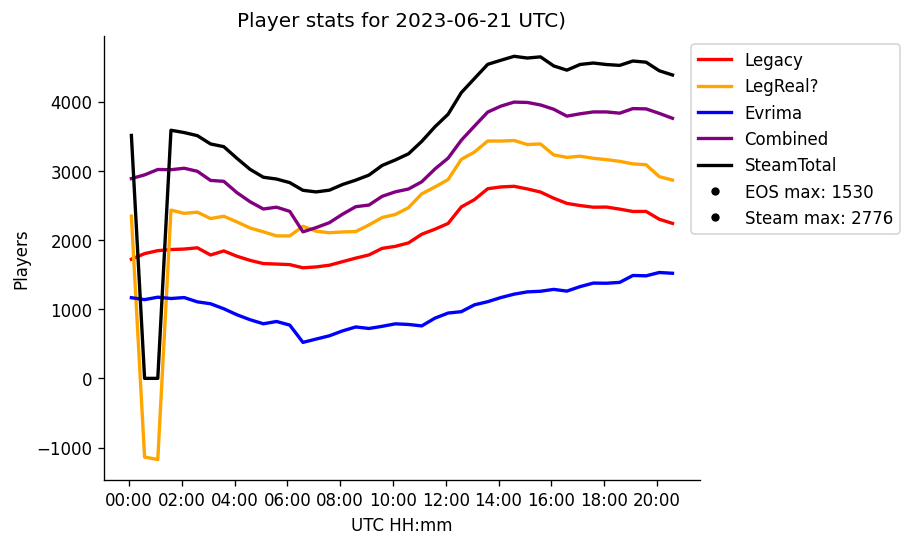 Player stats for 2023-06-21 UTC)
Legacy
LegReal?
Evrima
Combined
SteamTotal
EOS max: 1530
Steam max: 2776
Players
4000
3000
2000
1000
0
−1000
00:00 02:00 04:00 06:00 08:00 10:00 12:00 14:00 16:00 18:00 20:00
UTC HH:mm